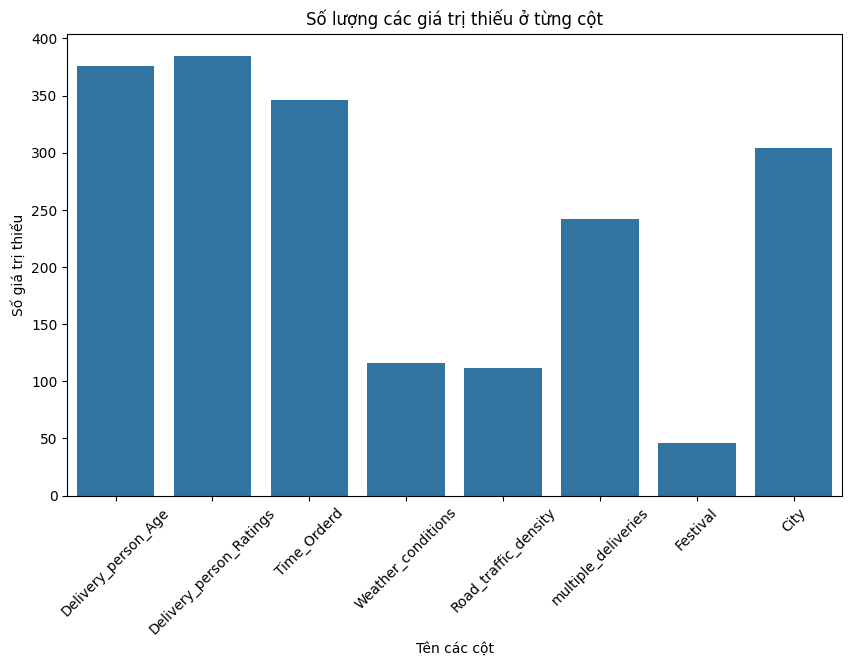 Số lượng các giá trị thiếu ở từng cột
Số giá trị thiếu
400
350
300
250
200
150
100
50
0
Delivery_person_Age
Delivery_person_Ratings
Time_Orderd
Weather_conditions
Road_traffic_density
multiple_deliveries
Festival
City
Tên các cột